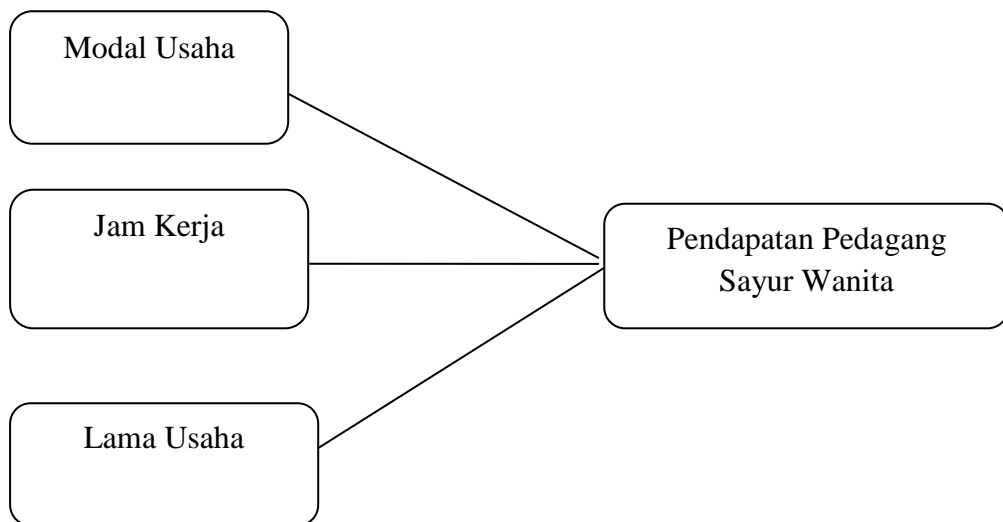 Modal Usaha
Jam Kerja
Pendapatan Pedagang
Sayur Wanita
Lama Usaha